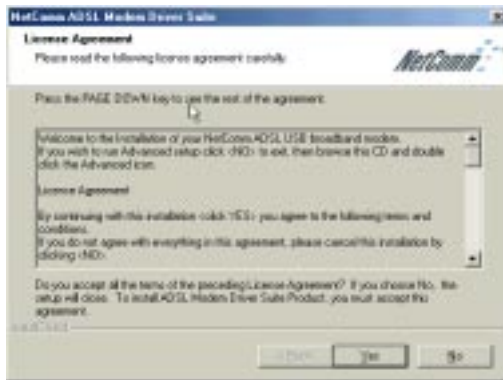 NetComm ADSL Modem Driver Suite
License Agreement
Please read the following license agreement carefully.
NetComm
Press the PAGE DOWN key to see the rest of the agreement.
Welcome to the Installation of your NetComm ADSL USB broadband modem.
If you wish to run Advanced setup click <NO> to exit, then browse this CD and double
click the Advanced icon.
License Agreement
By continuing with this installation <click YES> you agree to the following terms and
conditions.
If you do not agree with everything in this agreement, please cancel this installation by
clicking <NO>.
Do you accept all the terms of the preceding License Agreement? If you choose No, the
setup will close. To install ADSL Modem Driver Suite Product, you must accept this
agreement.
< Back
Yes
No